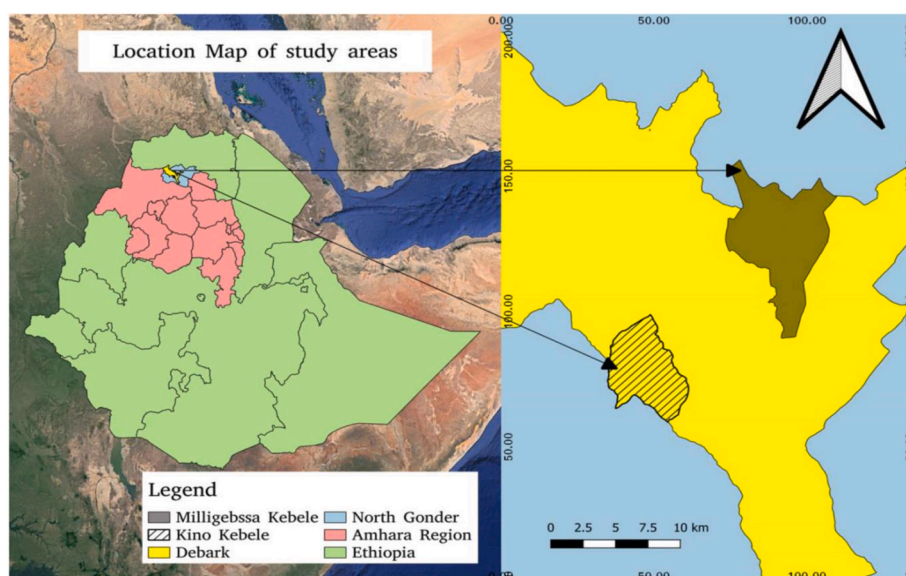 Location Map of study areas
0.00 50.00 100.00
200.00
150.00
100.00
50.00
Legend
Milligebssa Kebele North Gonder
Kino Kebele Amhara Region
Debark Ethiopia
0 2.5 5 7.5 10 km
50.00 100.00